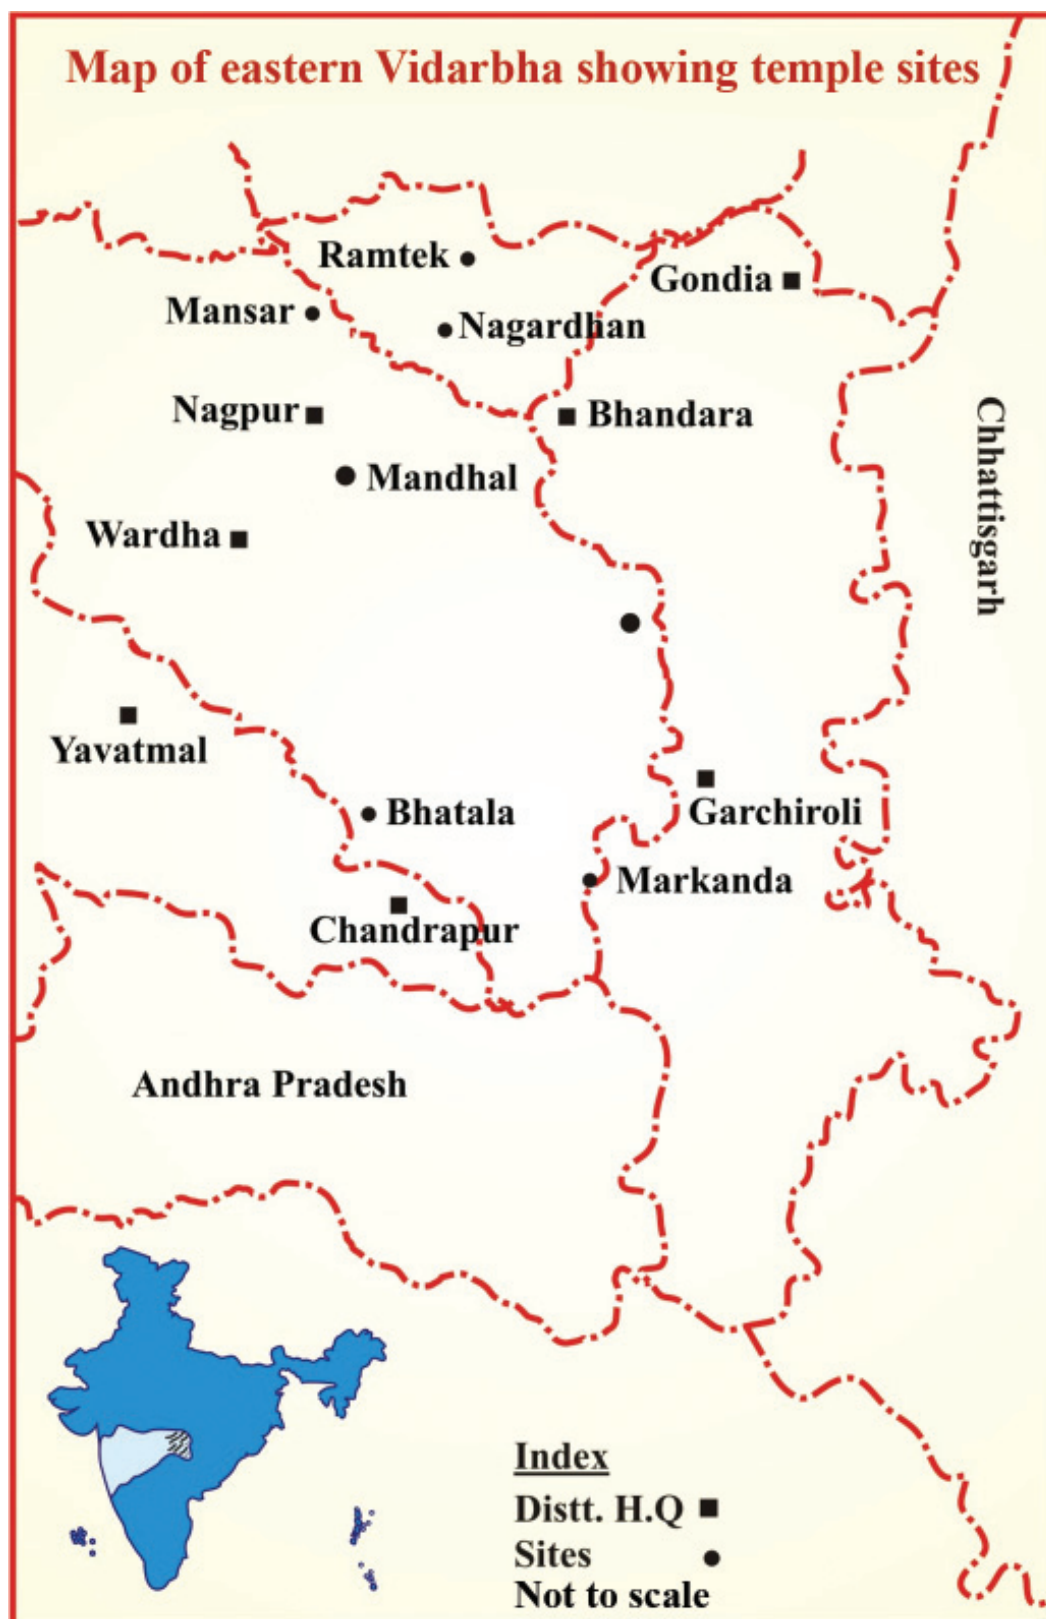 Map of eastern Vidarbha showing temple sites
Ramtek
Gondia
Mansar
Nagardhan
Nagpur
Bhandara
Chhattisgarh
Mandhal
Wardha
Yavatmal
Bhatala
Garchiroli
Markanda
Chandrapur
Andhra Pradesh
Index
Distt. H.Q
Sites
Not to scale